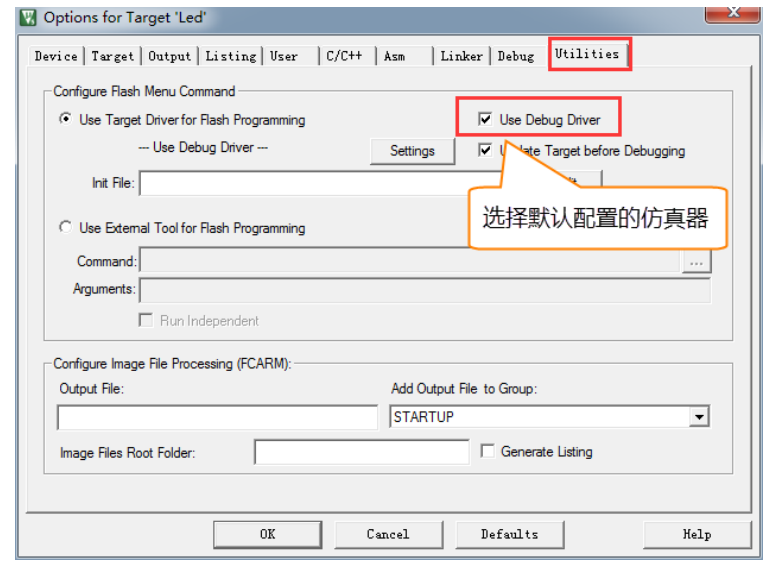 Options for Target 'Led'
Device Target Output Listing User C/C++ Asm Linker Debug Utilities
Configure Flash Menu Command
Use Target Driver for Flash Programming
Use Debug Driver
--- Use Debug Driver ---
Settings
Target before Debugging
Init File:
选择默认配置的仿真器
Use External Tool for Flash Programming
Command:
...
Arguments:
Run Independent
Configure Image File Processing (FCARM):
Output File:
Add Output File to Group:
STARTUP
Image Files Root Folder:
Generate Listing
OK Cancel Defaults Help